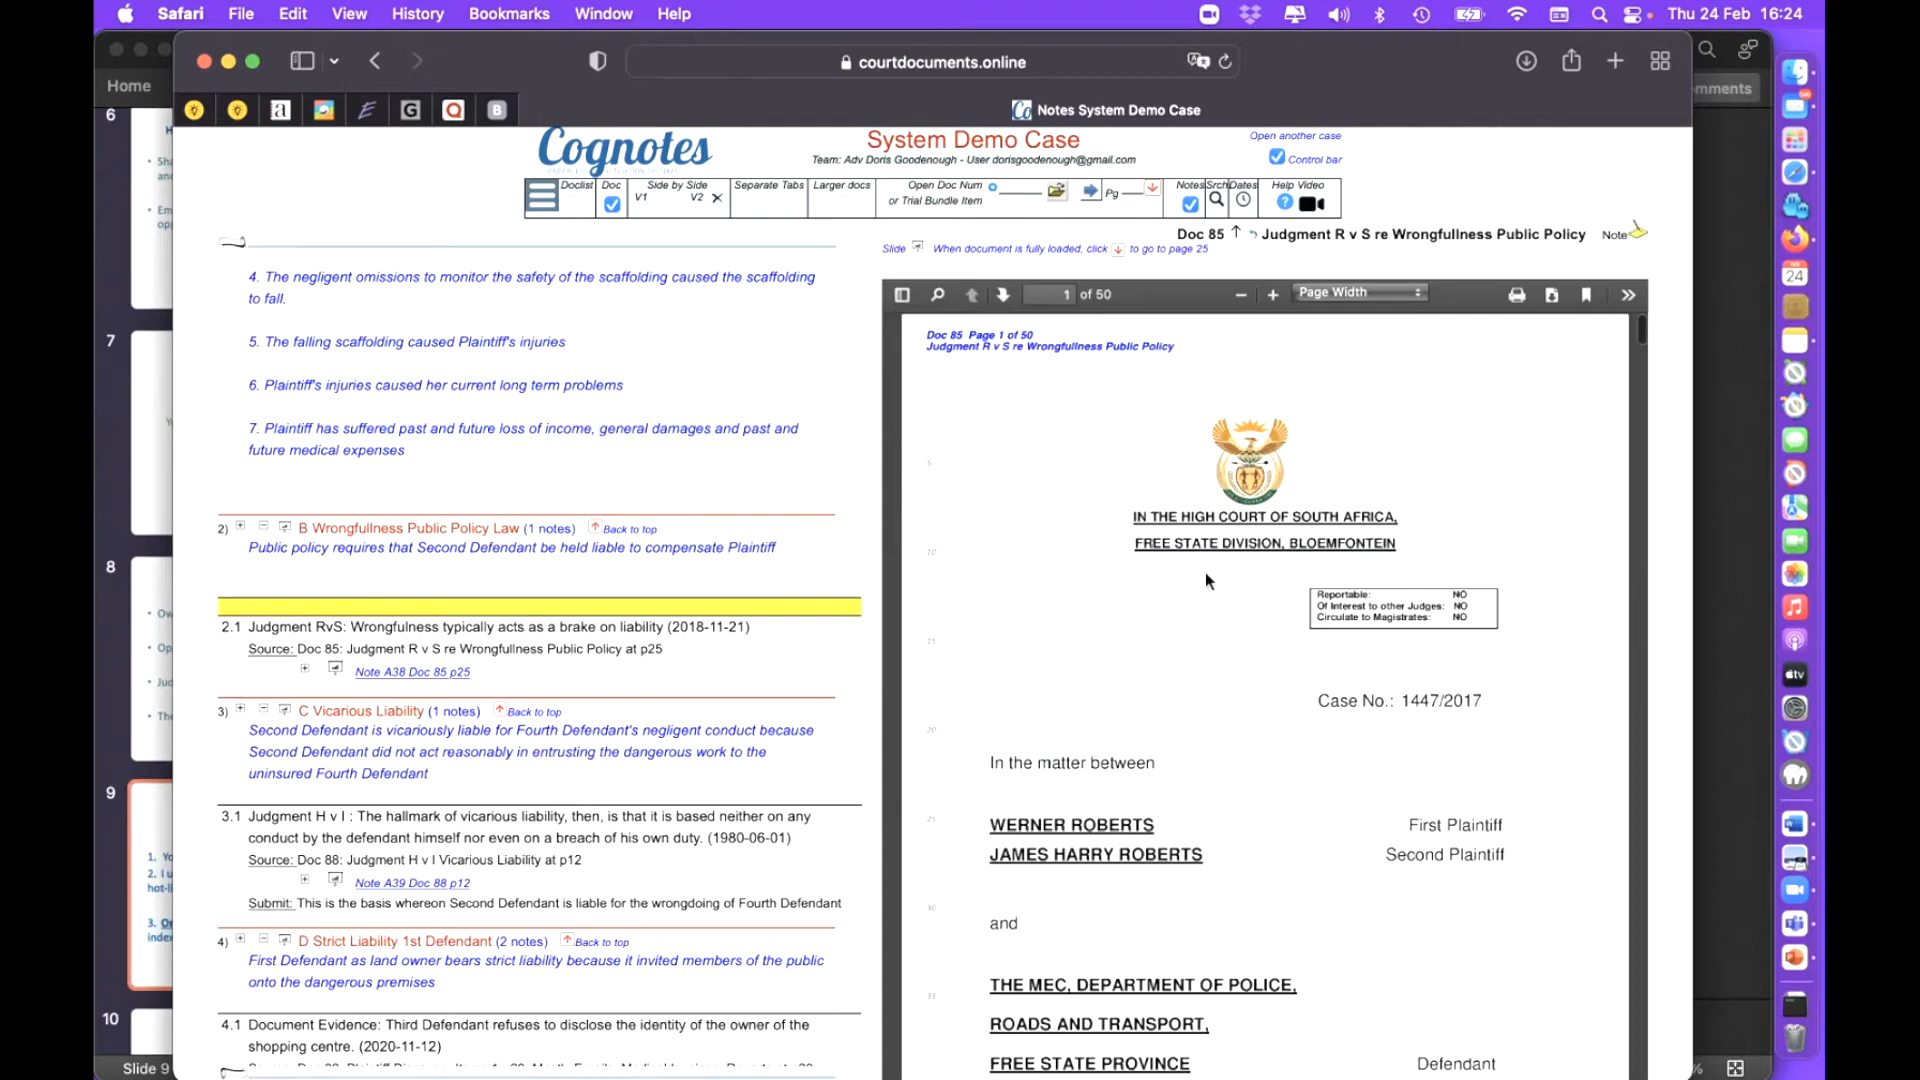 Safari File Edit View History Bookmarks Window Help
Thu 24 Feb 16:24
Home
mments
courtdocuments.online
Notes System Demo Case
Cognotes
System Demo Case
Team: Adv Doris Goodenough - User dorisgoodenough@gmail.com
Open another case
Control bar
Doclist Doc Side by Side V1 V2 Separate Tabs Larger docs Open Doc Num or Trial Bundle Item Pg Notes Srch Dates Help Video
Doc 85 Judgment R v S re Wrongfullness Public Policy Note
Slide When document is fully loaded, click to go to page 25
4. The negligent omissions to monitor the safety of the scaffolding caused the scaffolding
to fall.
5. The falling scaffolding caused Plaintiff's injuries
6. Plaintiff's injuries caused her current long term problems
7. Plaintiff has suffered past and future loss of income, general damages and past and
future medical expenses
2) B Wrongfullness Public Policy Law (1 notes) Back to top
Public policy requires that Second Defendant be held liable to compensate Plaintiff
2.1 Judgment RvS: Wrongfulness typically acts as a brake on liability (2018-11-21)
Source: Doc 85: Judgment R v S re Wrongfullness Public Policy at p25
Note A38 Doc 85 p25
3) C Vicarious Liability (1 notes) Back to top
Second Defendant is vicariously liable for Fourth Defendant's negligent conduct because
Second Defendant did not act reasonably in entrusting the dangerous work to the
uninsured Fourth Defendant
3.1 Judgment H v I : The hallmark of vicarious liability, then, is that it is based neither on any
conduct by the defendant himself nor even on a breach of his own duty. (1980-06-01)
Source: Doc 88: Judgment H v I Vicarious Liability at p12
Note A39 Doc 88 p12
Submit: This is the basis whereon Second Defendant is liable for the wrongdoing of Fourth Defendant
4) D Strict Liability 1st Defendant (2 notes) Back to top
First Defendant as land owner bears strict liability because it invited members of the public
onto the dangerous premises
4.1 Document Evidence: Third Defendant refuses to disclose the identity of the owner of the
shopping centre. (2020-11-12)
1 of 50
Page Width
Doc 85 Page 1 of 50
Judgment R v S re Wrongfullness Public Policy
IN THE HIGH COURT OF SOUTH AFRICA,
FREE STATE DIVISION, BLOEMFONTEIN
Reportable: NO
Of Interest to other Judges: NO
Circulate to Magistrates: NO
Case No.: 1447/2017
In the matter between
WERNER ROBERTS First Plaintiff
JAMES HARRY ROBERTS Second Plaintiff
and
THE MEC, DEPARTMENT OF POLICE,
ROADS AND TRANSPORT,
FREE STATE PROVINCE Defendant
6
7
8
9
10
Slide 9
24
tv